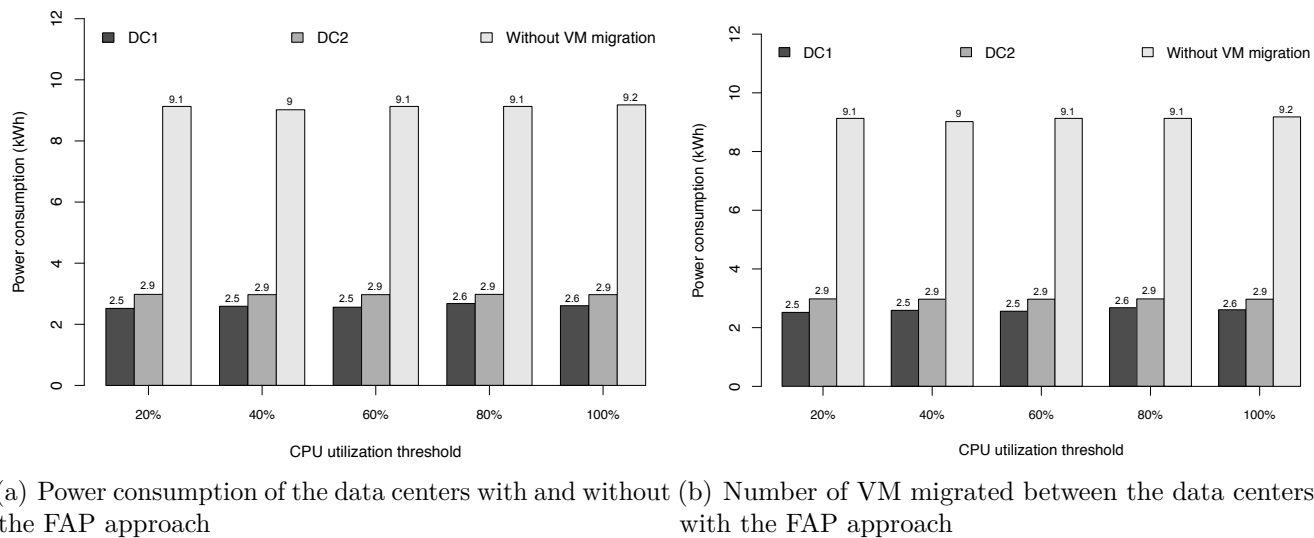 DC1 DC2 Without VM migration
Power consumption (kWh)
12
10
8
6
4
2
0
9.1 9 9.1 9.1 9.2
2.5 2.9 2.5 2.9 2.5 2.9 2.6 2.9 2.6 2.9
20% 40% 60% 80% 100%
CPU utilization threshold
(a) Power consumption of the data centers with and without
the FAP approach
DC1 DC2 Without VM migration
Power consumption (kWh)
12
10
8
6
4
2
0
9.1 9 9.1 9.1 9.2
2.5 2.9 2.5 2.9 2.5 2.9 2.6 2.9 2.6 2.9
20% 40% 60% 80% 100%
CPU utilization threshold
(b) Number of VM migrated between the data centers
with the FAP approach